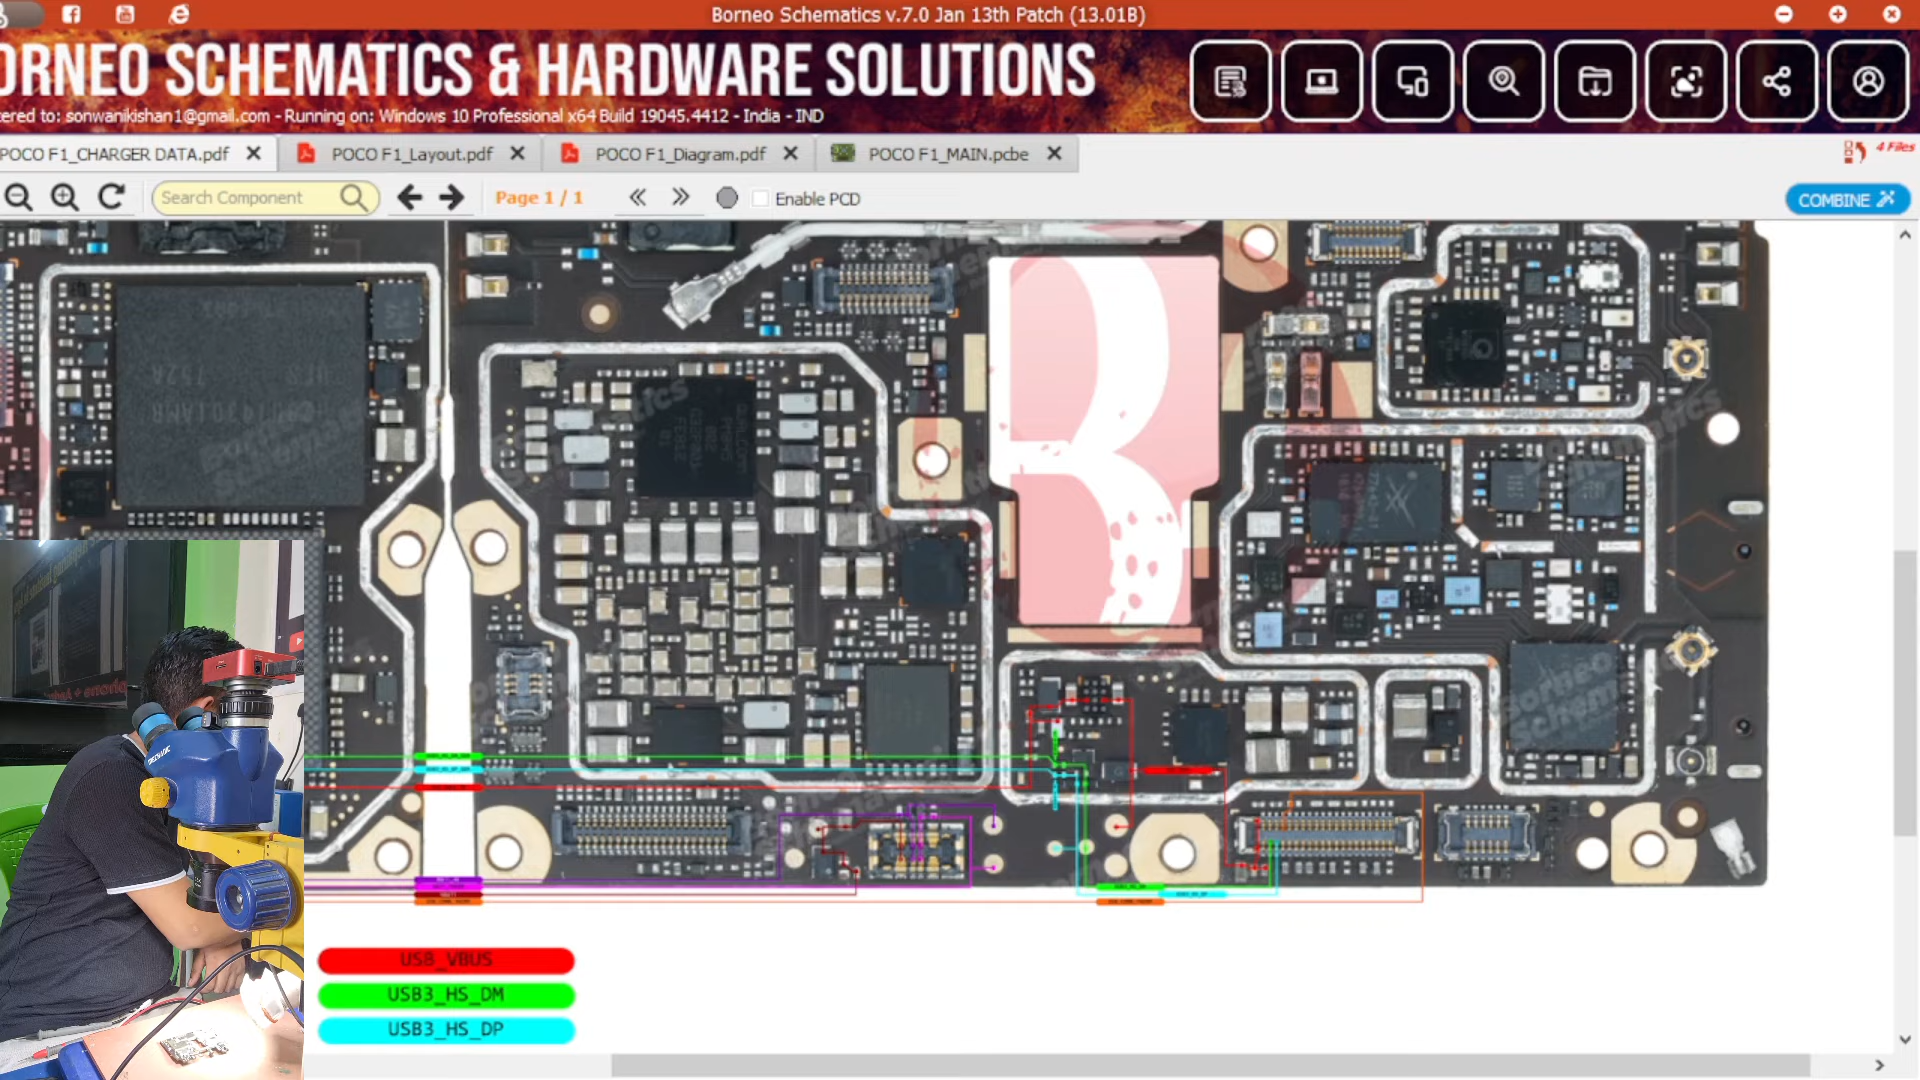 Borneo Schematics v.7.0 Jan 13th Patch (13.01B)
ORNEO SCHEMATICS & HARDWARE SOLUTIONS
ered to: sonwanikishan1@gmail.com - Running on: Windows 10 Professional x64 Build 19045.4412 - India - IND
POCO F1_CHARGER DATA.pdf
POCO F1_Layout.pdf
POCO F1_Diagram.pdf
POCO F1_MAIN.pcbe
4 Files
Search Component
Page 1 / 1
Enable PCD
COMBINE
USB_VBUS
USB3_HS_DM
USB3_HS_DP